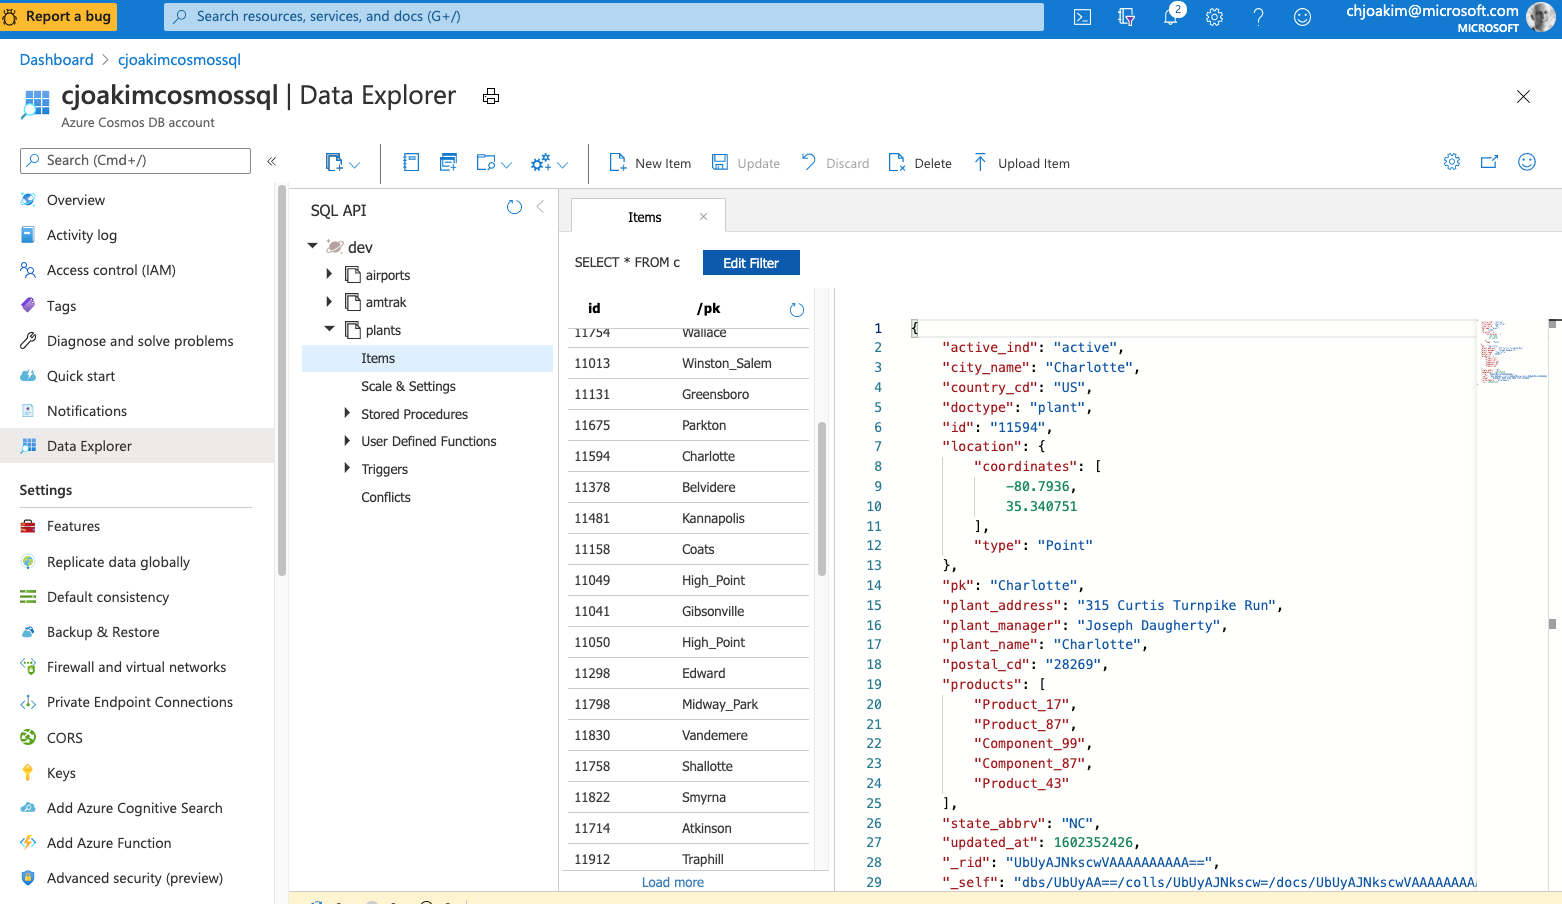 Report a bug
Search resources, services, and docs (G+/)
2
chjoakim@microsoft.com
MICROSOFT
Dashboard > cjoakimcosmossql
cjoakimcosmossql | Data Explorer
Azure Cosmos DB account
Search (Cmd+/)
«
New Item
Update
Discard
Delete
Upload Item
Overview
Activity log
Access control (IAM)
Tags
Diagnose and solve problems
Quick start
Notifications
Data Explorer
Settings
Features
Replicate data globally
Default consistency
Backup & Restore
Firewall and virtual networks
Private Endpoint Connections
CORS
Keys
Add Azure Cognitive Search
Add Azure Function
Advanced security (preview)
SQL API
dev
airports
amtrak
plants
Items
Scale & Settings
Stored Procedures
User Defined Functions
Triggers
Conflicts
Items
SELECT * FROM c
Edit Filter
id /pk
11754 Wallace
11013 Winston_Salem
11131 Greensboro
11675 Parkton
11594 Charlotte
11378 Belvidere
11481 Kannapolis
11158 Coats
11049 High_Point
11041 Gibsonville
11050 High_Point
11298 Edward
11798 Midway_Park
11830 Vandemere
11758 Shallotte
11822 Smyrna
11714 Atkinson
11912 Traphill
Load more
1 {
2 "active_ind": "active",
3 "city_name": "Charlotte",
4 "country_cd": "US",
5 "doctype": "plant",
6 "id": "11594",
7 "location": {
8 "coordinates": [
9 -80.7936,
10 35.340751
11 ],
12 "type": "Point"
13 },
14 "pk": "Charlotte",
15 "plant_address": "315 Curtis Turnpike Run",
16 "plant_manager": "Joseph Daugherty",
17 "plant_name": "Charlotte",
18 "postal_cd": "28269",
19 "products": [
20 "Product_17",
21 "Product_87",
22 "Component_99",
23 "Component_87",
24 "Product_43"
25 ],
26 "state_abbrv": "NC",
27 "updated_at": 1602352426,
28 "_rid": "UbUyAJNkscwVAAAAAAAAAA==",
29 "_self": "dbs/UbUyAA==/colls/UbUyAJNkscw=/docs/UbUyAJNkscwVAAAAAAAA